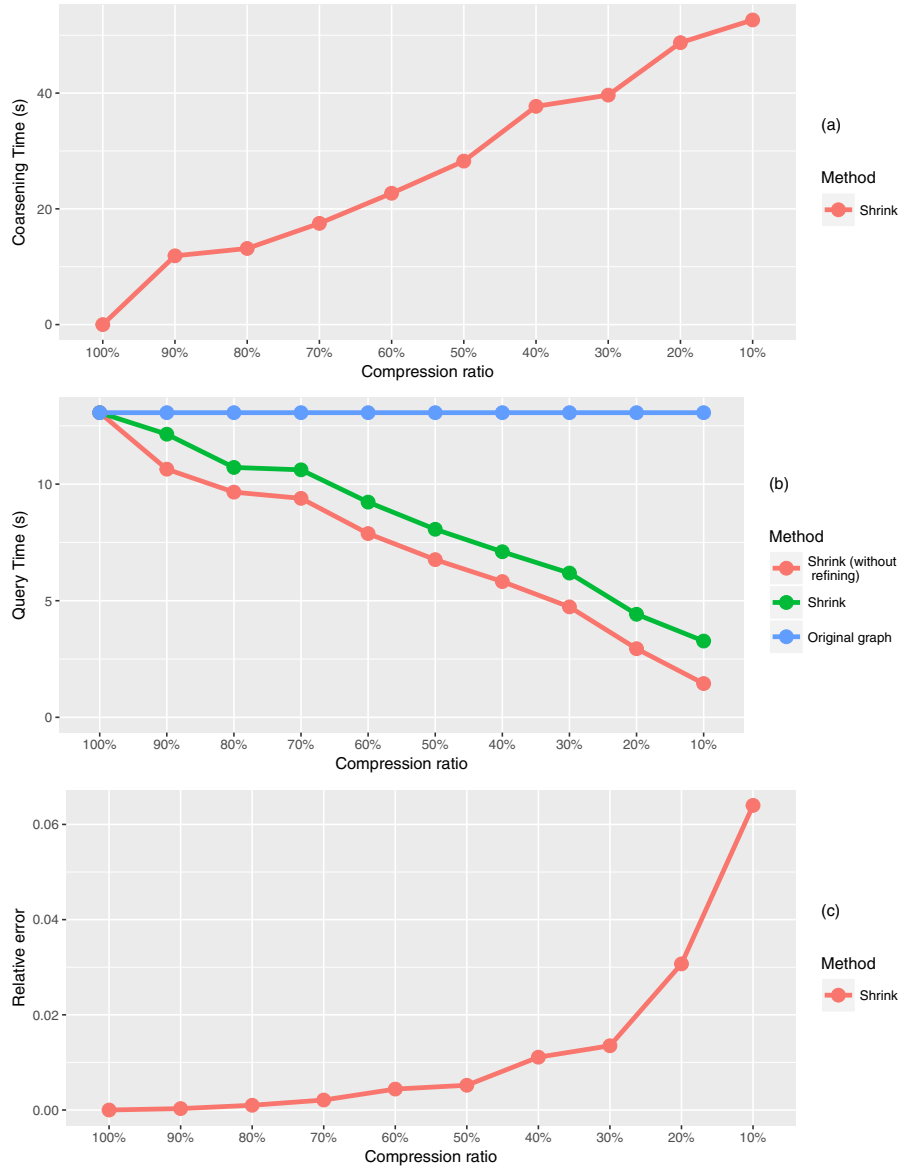 Coarsening Time (s)
40
20
0
100% 90% 80% 70% 60% 50% 40% 30% 20% 10%
Compression ratio
(a)
Method
Shrink
Query Time (s)
10
5
0
100% 90% 80% 70% 60% 50% 40% 30% 20% 10%
Compression ratio
(b)
Method
Shrink (without
refining)
Shrink
Original graph
Relative error
0.06
0.04
0.02
0.00
100% 90% 80% 70% 60% 50% 40% 30% 20% 10%
Compression ratio
(c)
Method
Shrink